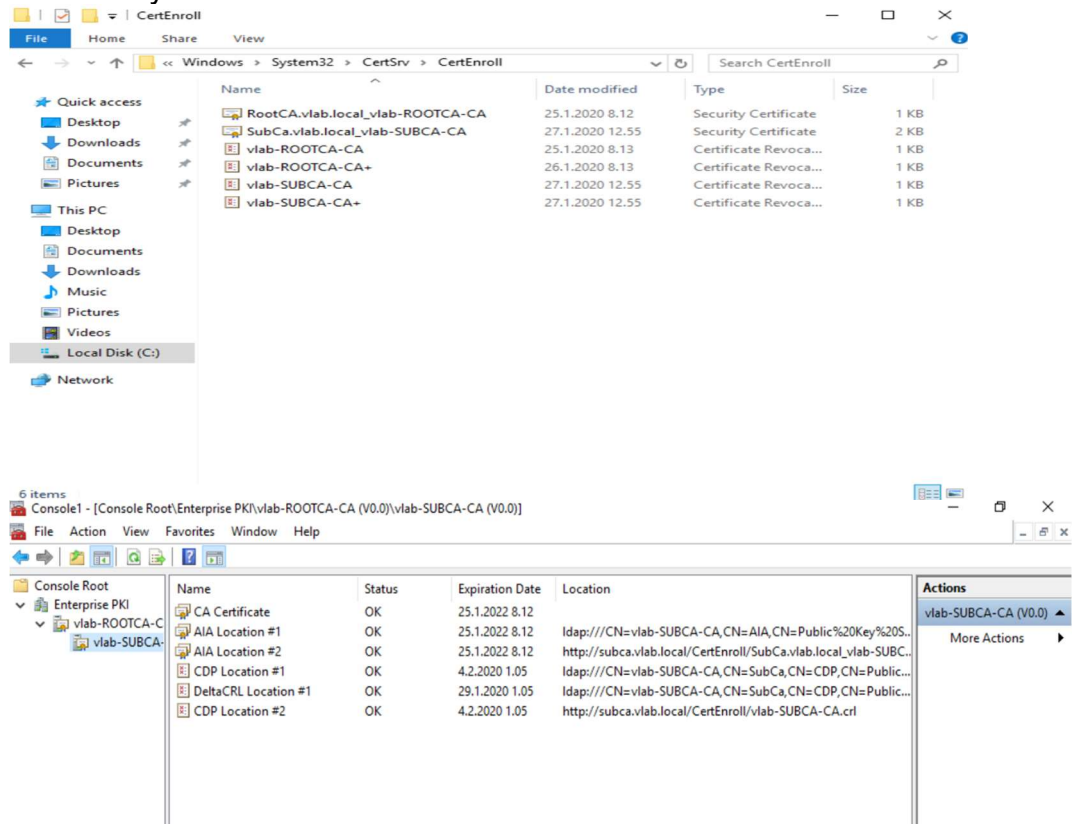 CertEnroll
File Home Share View
« Windows > System32 > CertSrv > CertEnroll Search CertEnroll
Name Date modified Type Size
Quick access
Desktop
Downloads
Documents
Pictures
This PC
Desktop
Documents
Downloads
Music
Pictures
Videos
Local Disk (C:)
Network
RootCA.vlab.local_vlab-ROOTCA-CA 25.1.2020 8.12 Security Certificate 1 KB
SubCa.vlab.local_vlab-SUBCA-CA 27.1.2020 12.55 Security Certificate 2 KB
vlab-ROOTCA-CA 25.1.2020 8.13 Certificate Revoca... 1 KB
vlab-ROOTCA-CA+ 26.1.2020 8.13 Certificate Revoca... 1 KB
vlab-SUBCA-CA 27.1.2020 12.55 Certificate Revoca... 1 KB
vlab-SUBCA-CA+ 27.1.2020 12.55 Certificate Revoca... 1 KB
6 items
Console1 - [Console Root\Enterprise PKI\vlab-ROOTCA-CA (V0.0)\vlab-SUBCA-CA (V0.0)]
File Action View Favorites Window Help
Console Root
Enterprise PKI
vlab-ROOTCA-C
vlab-SUBCA-
Name Status Expiration Date Location
CA Certificate OK 25.1.2022 8.12
AIA Location #1 OK 25.1.2022 8.12 ldap:///CN=vlab-SUBCA-CA,CN=AIA,CN=Public%20Key%20S...
AIA Location #2 OK 25.1.2022 8.12 http://subca.vlab.local/CertEnroll/SubCa.vlab.local_vlab-SUBC...
CDP Location #1 OK 4.2.2020 1.05 ldap:///CN=vlab-SUBCA-CA,CN=SubCa,CN=CDP,CN=Public...
DeltaCRL Location #1 OK 29.1.2020 1.05 ldap:///CN=vlab-SUBCA-CA,CN=SubCa,CN=CDP,CN=Public...
CDP Location #2 OK 4.2.2020 1.05 http://subca.vlab.local/CertEnroll/vlab-SUBCA-CA.crl
Actions
vlab-SUBCA-CA (V0.0)
More Actions